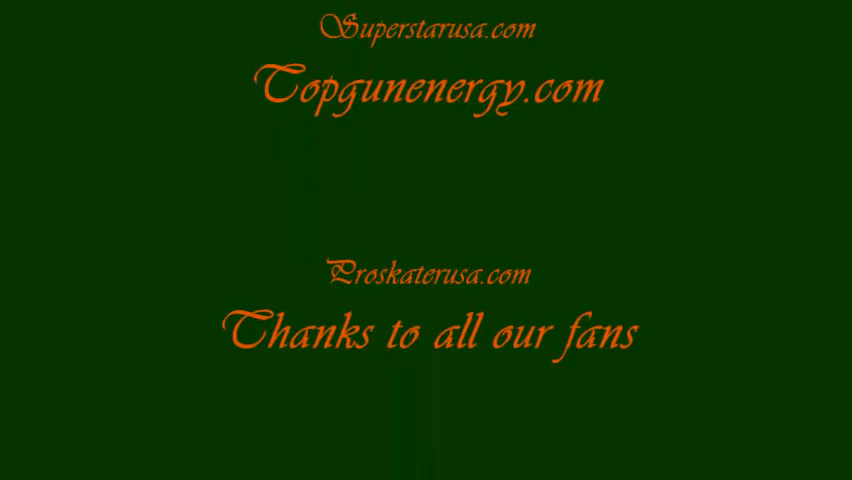 Superstarusa.com
Topgunenergy.com
Proskaterusa.com
Thanks to all our fans